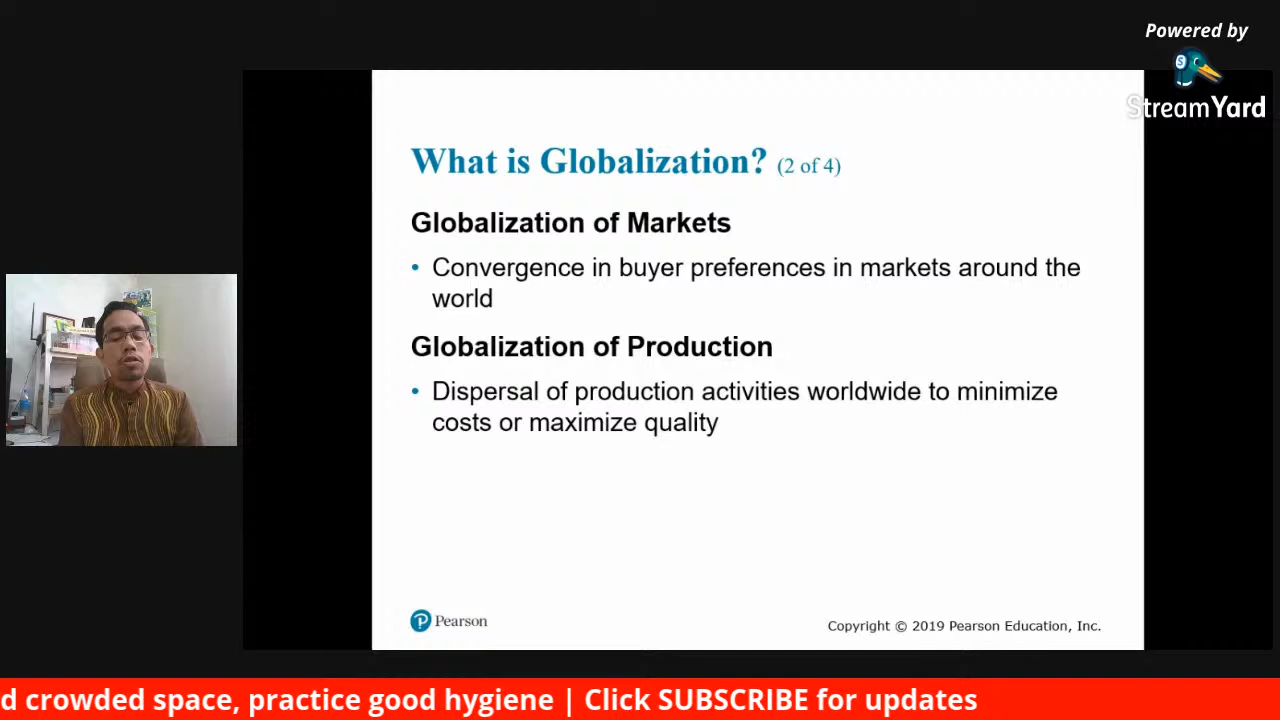 Powered by
StreamYard
What is Globalization? (2 of 4)
Globalization of Markets
• Convergence in buyer preferences in markets around the
world
Globalization of Production
• Dispersal of production activities worldwide to minimize
costs or maximize quality
Pearson
Copyright © 2019 Pearson Education, Inc.
d crowded space, practice good hygiene | Click SUBSCRIBE for updates